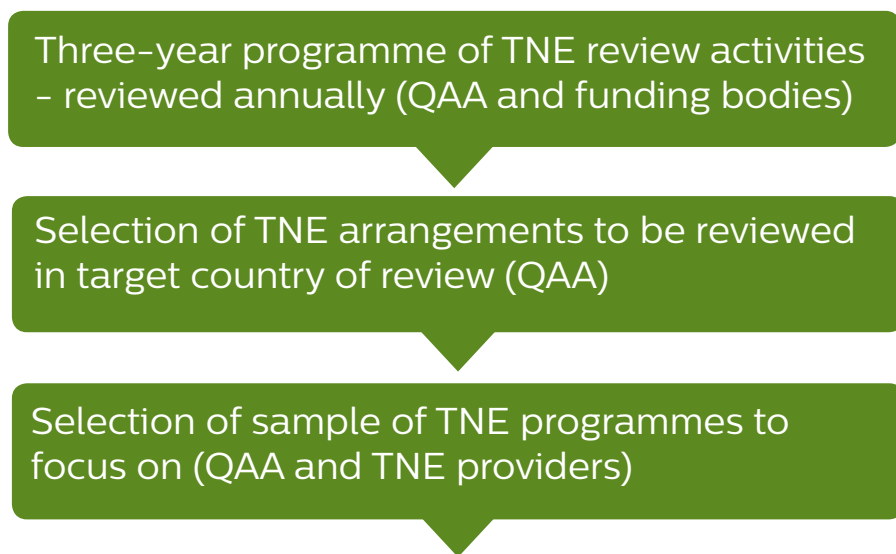 Three-year programme of TNE review activities
- reviewed annually (QAA and funding bodies)
Selection of TNE arrangements to be reviewed
in target country of review (QAA)
Selection of sample of TNE programmes to
focus on (QAA and TNE providers)